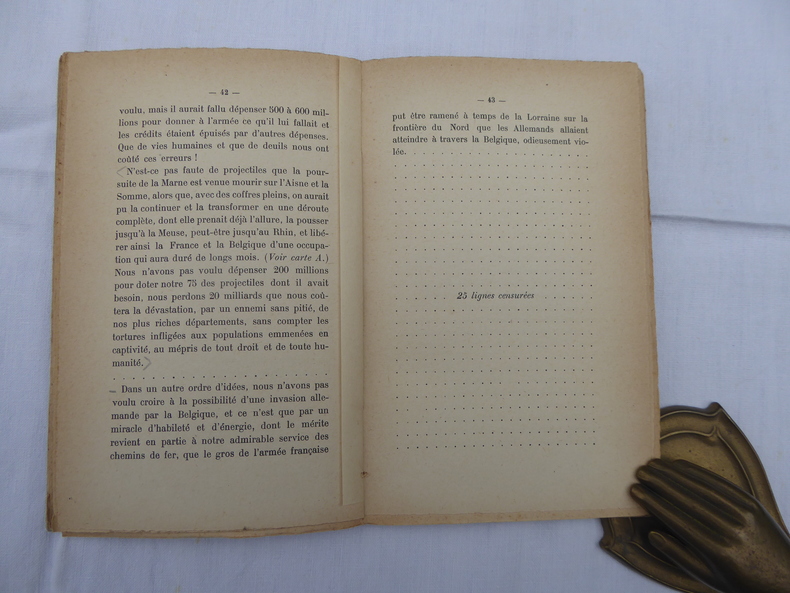 — 42 —
voulu, mais il aurait fallu dépenser 500 à 600 mil-
lions pour donner à l'armée ce qu'il lui fallait et
les crédits étaient épuisés par d'autres dépenses.
Que de vies humaines et que de deuils nous ont
coûté ces erreurs !
N'est-ce pas faute de projectiles que la pour-
suite de la Marne est venue mourir sur l'Aisne et la
Somme, alors que, avec des coffres pleins, on aurait
pu la continuer et la transformer en une déroute
complète, dont elle prenait déjà l'allure, la pousser
jusqu'à la Meuse, peut-être jusqu'au Rhin, et libé-
rer ainsi la France et la Belgique d'une occupa-
tion qui aura duré de longs mois. (Voir carte A.)
Nous n'avons pas voulu dépenser 200 millions
pour doter notre 75 des projectiles dont il avait
besoin, nous perdons 20 milliards que nous coû-
tera la dévastation, par un ennemi sans pitié, de
nos plus riches départements, sans compter les
tortures infligées aux populations emmenées en
captivité, au mépris de tout droit et de toute hu-
manité.
. . . . . . . . . . . . . . . . . .
Dans un autre ordre d'idées, nous n'avons pas
voulu croire à la possibilité d'une invasion alle-
mande par la Belgique, et ce n'est que par un
miracle d'habileté et d'énergie, dont le mérite
revient en partie à notre admirable service des
chemins de fer, que le gros de l'armée française
— 43 —
put être ramené à temps de la Lorraine sur la
frontière du Nord que les Allemands allaient
atteindre à travers la Belgique, odieusement vio-
lée. . . . . . . . . . . . . . . . . .
. . . . . 25 lignes censurées . . . . .